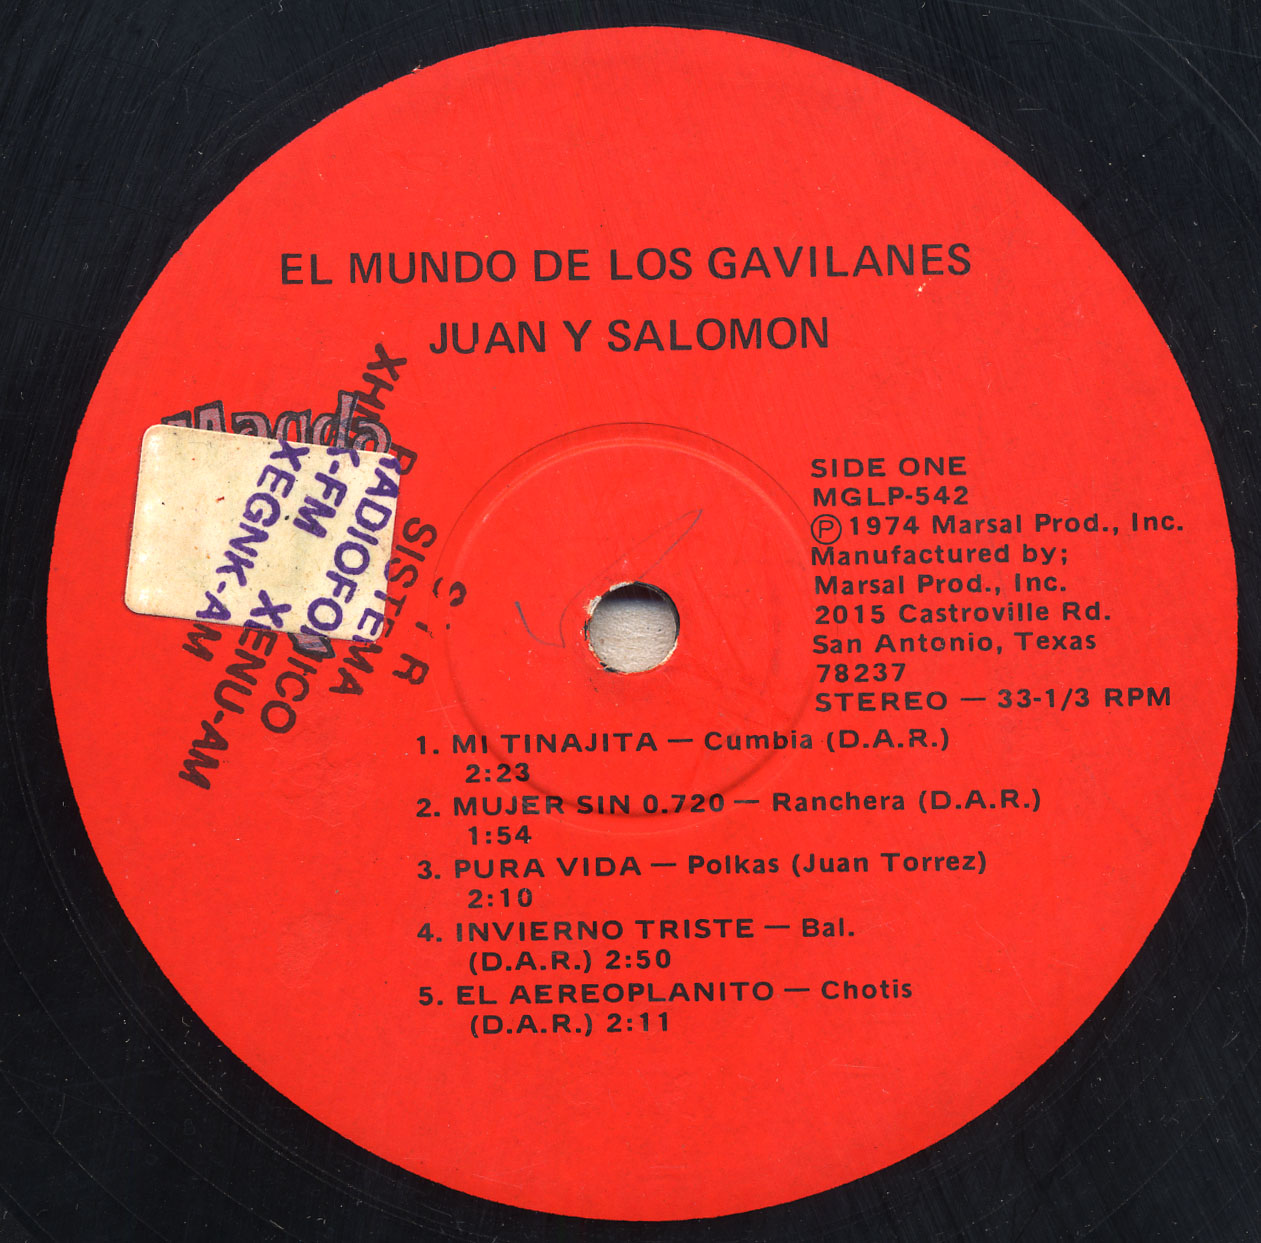 EL MUNDO DE LOS GAVILANES
JUAN Y SALOMON
SIDE ONE
MGLP-542
Ⓟ 1974 Marsal Prod., Inc.
Manufactured by;
Marsal Prod., Inc.
2015 Castroville Rd.
San Antonio, Texas
78237
STEREO — 33-1/3 RPM
S T R
SISTEMA
RADIOFO ICO
X-FM XENU-AM
XEGNK-AM
1. MI TINAJITA — Cumbia (D.A.R.)
2:23
2. MUJER SIN 0.720 — Ranchera (D.A.R.)
1:54
3. PURA VIDA — Polkas (Juan Torrez)
2:10
4. INVIERNO TRISTE — Bal.
(D.A.R.) 2:50
5. EL AEREOPLANITO — Chotis
(D.A.R.) 2:11